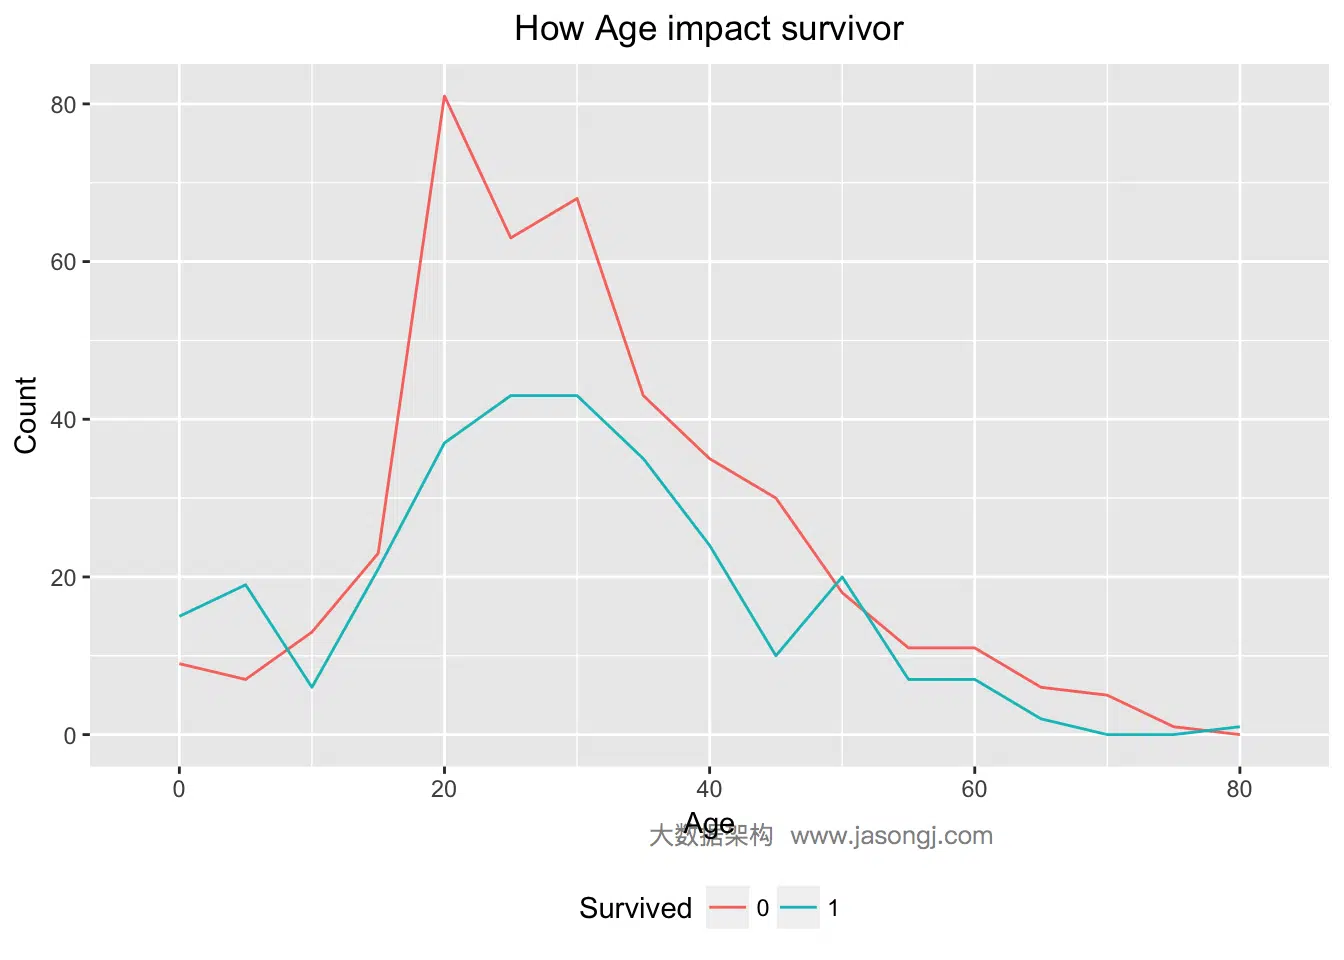 How Age impact survivor
80
60
40
20
0
Count
0 20 40 60 80
Age
大数据架构 www.jasongj.com
Survived 0 1